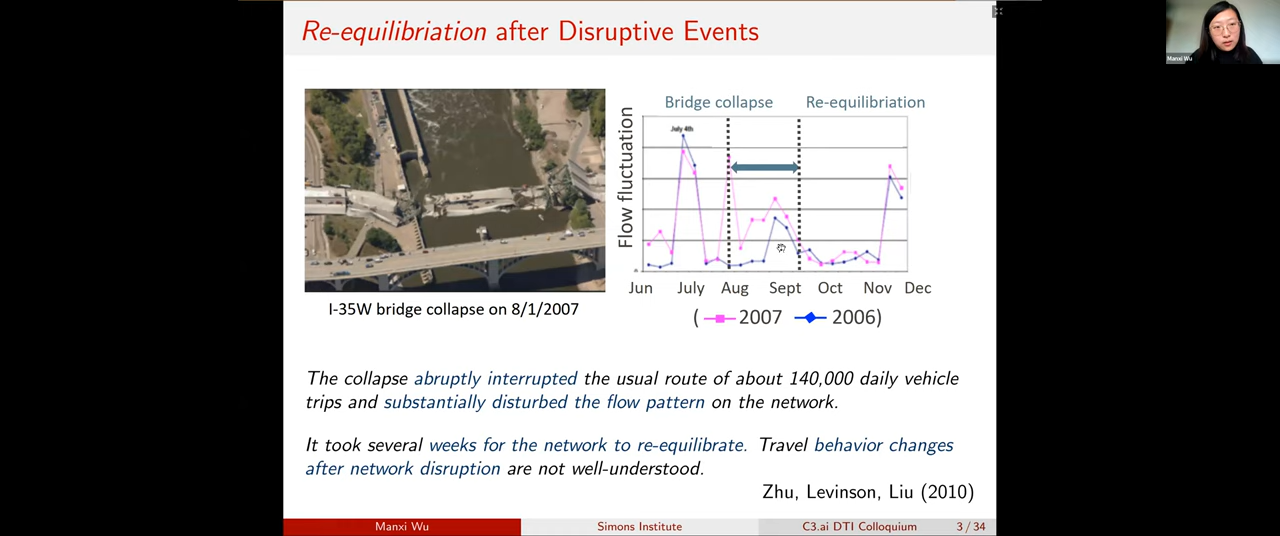 Re-equilibriation after Disruptive Events
Manxi Wu
Bridge collapse
Re-equilibriation
July 4th
Flow fluctuation
Jun July Aug Sept Oct Nov Dec
( 2007 2006)
I-35W bridge collapse on 8/1/2007
The collapse abruptly interrupted the usual route of about 140,000 daily vehicle
trips and substantially disturbed the flow pattern on the network.
It took several weeks for the network to re-equilibrate. Travel behavior changes
after network disruption are not well-understood.
Zhu, Levinson, Liu (2010)
Manxi Wu
Simons Institute
C3.ai DTI Colloquium
3 / 34